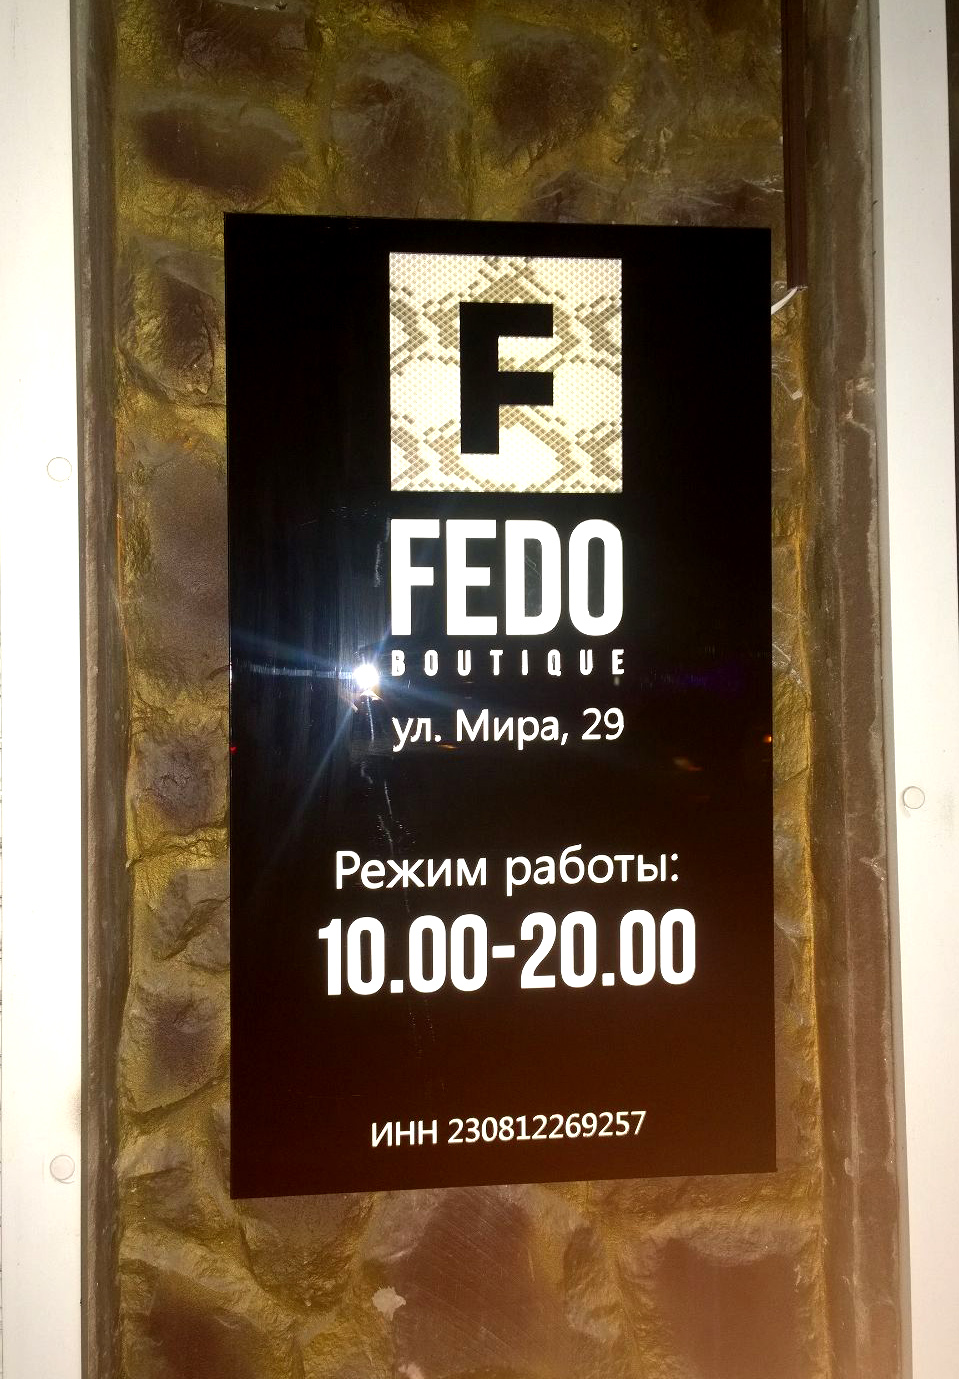 F
FEDO
BOUTIQUE
ул. Мира, 29
Режим работы:
10.00-20.00
ИНН 230812269257